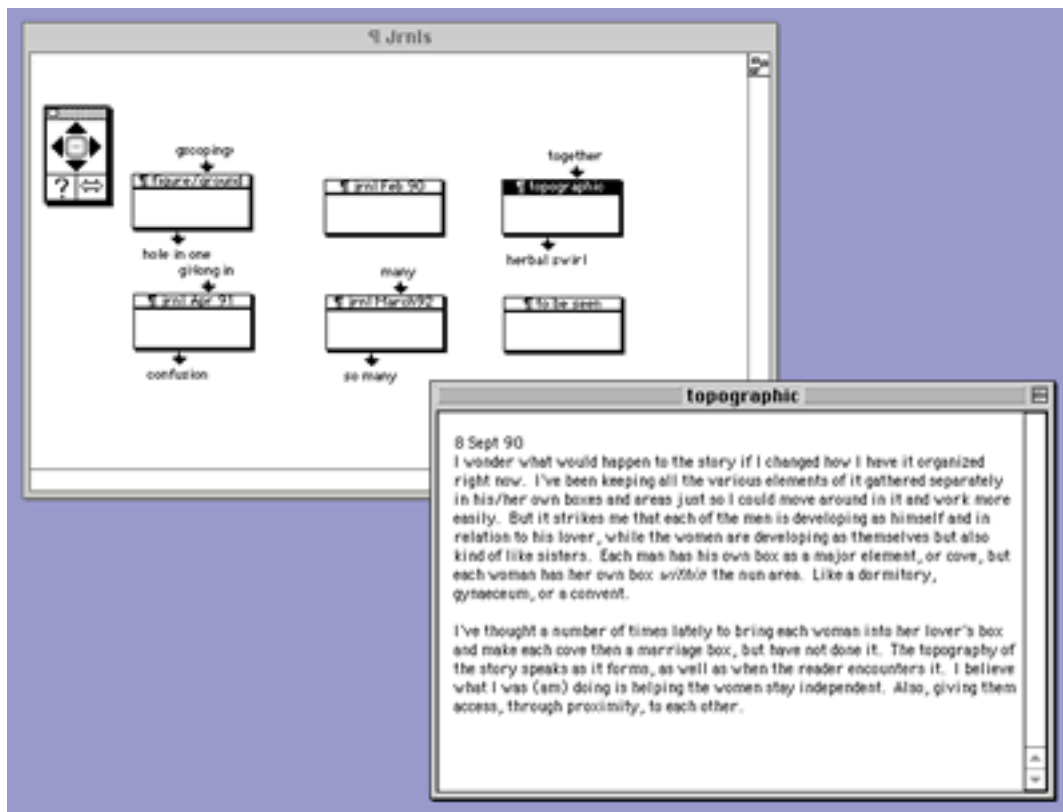 ¶ Jrnls
together
¶ figure/ground
¶ jrnl Feb 90
¶ topographic
hole in one
herbal swirl
many
¶ jrnl Apr 91
¶ jrnl March92
¶ to be seen
confusion
so many
?
topographic
8 Sept 90
I wonder what would happen to the story if I changed how I have it organized
right now. I've been keeping all the various elements of it gathered separately
in his/her own boxes and areas just so I could move around in it and work more
easily. But it strikes me that each of the men is developing as himself and in
relation to his lover, while the women are developing as themselves but also
kind of like sisters. Each man has his own box as a major element, or cove, but
each woman has her own box within the nun area. Like a dormitory,
gynaeceum, or a convent.
I've thought a number of times lately to bring each woman into her lover's box
and make each cove then a marriage box, but have not done it. The topography of
the story speaks as it forms, as well as when the reader encounters it. I believe
what I was (am) doing is helping the women stay independent. Also, giving them
access, through proximity, to each other.